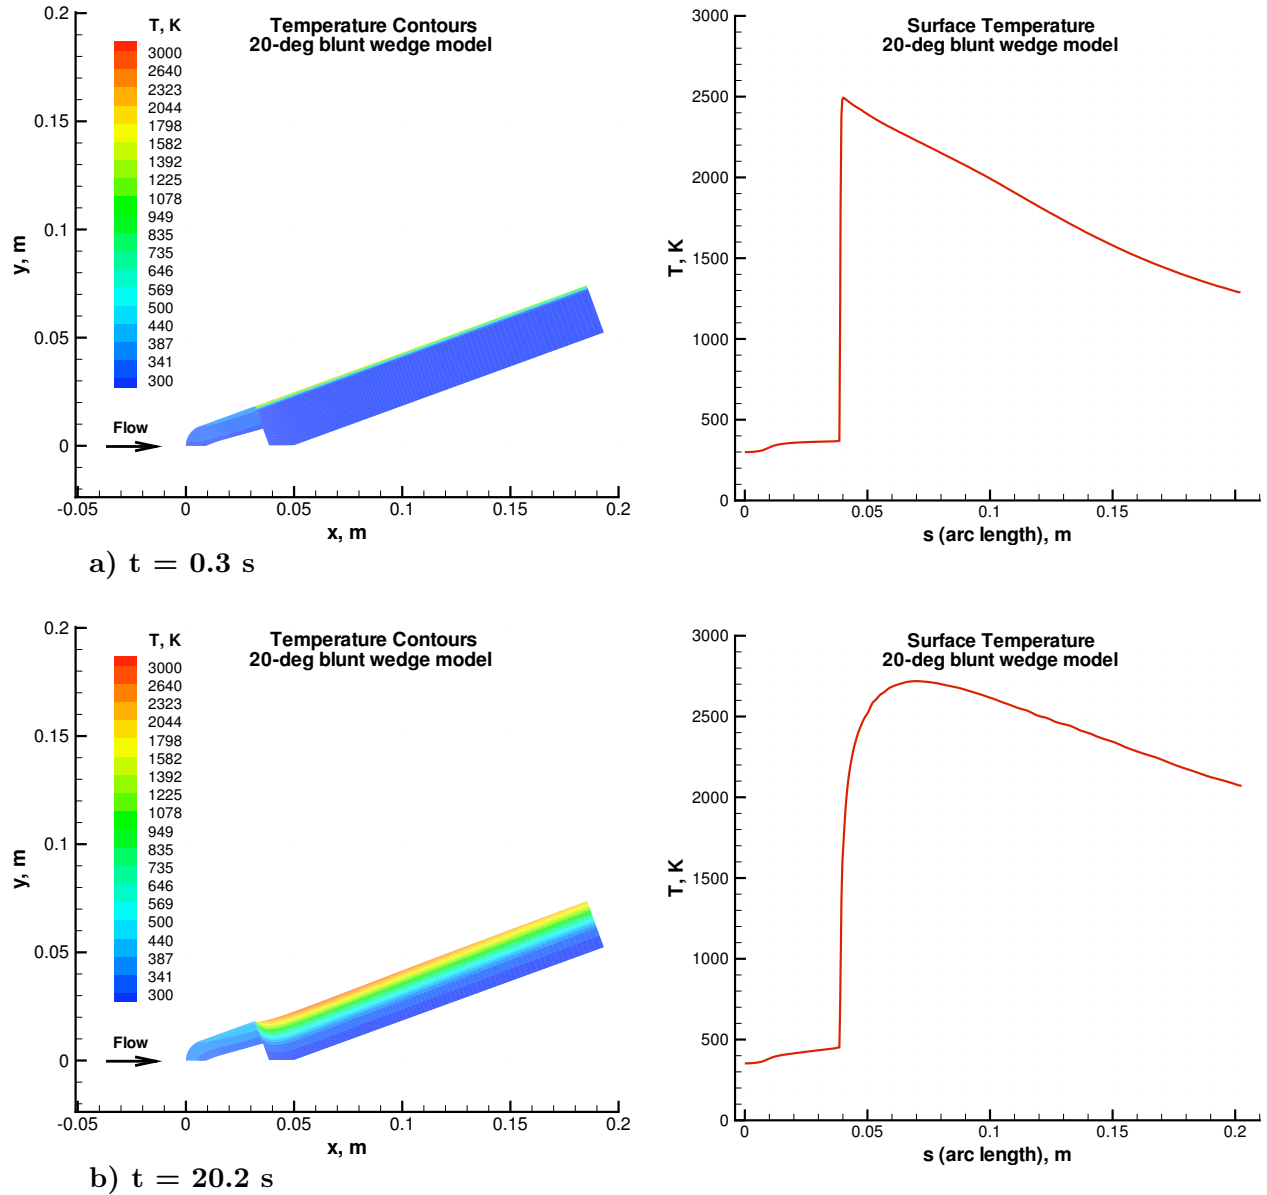 Temperature Contours
20-deg blunt wedge model
T, K
3000
2640
2323
2044
1798
1582
1392
1225
1078
949
835
735
646
569
500
440
387
341
300
Flow
0.2
0.15
0.1
0.05
0
y, m
-0.05 0 0.05 0.1 0.15 0.2
x, m
Surface Temperature
20-deg blunt wedge model
3000
2500
2000
1500
1000
500
0
T, K
0 0.05 0.1 0.15 0.2
s (arc length), m
a) t = 0.3 s
Temperature Contours
20-deg blunt wedge model
T, K
3000
2640
2323
2044
1798
1582
1392
1225
1078
949
835
735
646
569
500
440
387
341
300
Flow
0.2
0.15
0.1
0.05
0
y, m
-0.05 0 0.05 0.1 0.15 0.2
x, m
Surface Temperature
20-deg blunt wedge model
3000
2500
2000
1500
1000
500
0
T, K
0 0.05 0.1 0.15 0.2
s (arc length), m
b) t = 20.2 s